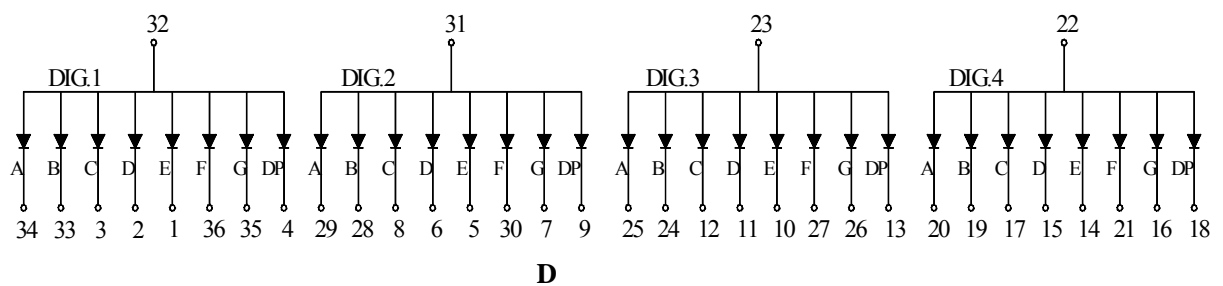 32 31 23 22
DIG.1 DIG.2 DIG.3 DIG.4
A B C D E F G DP A B C D E F G DP A B C D E F G DP A B C D E F G DP
34 33 3 2 1 36 35 4 29 28 8 6 5 30 7 9 25 24 12 11 10 27 26 13 20 19 17 15 14 21 16 18
D